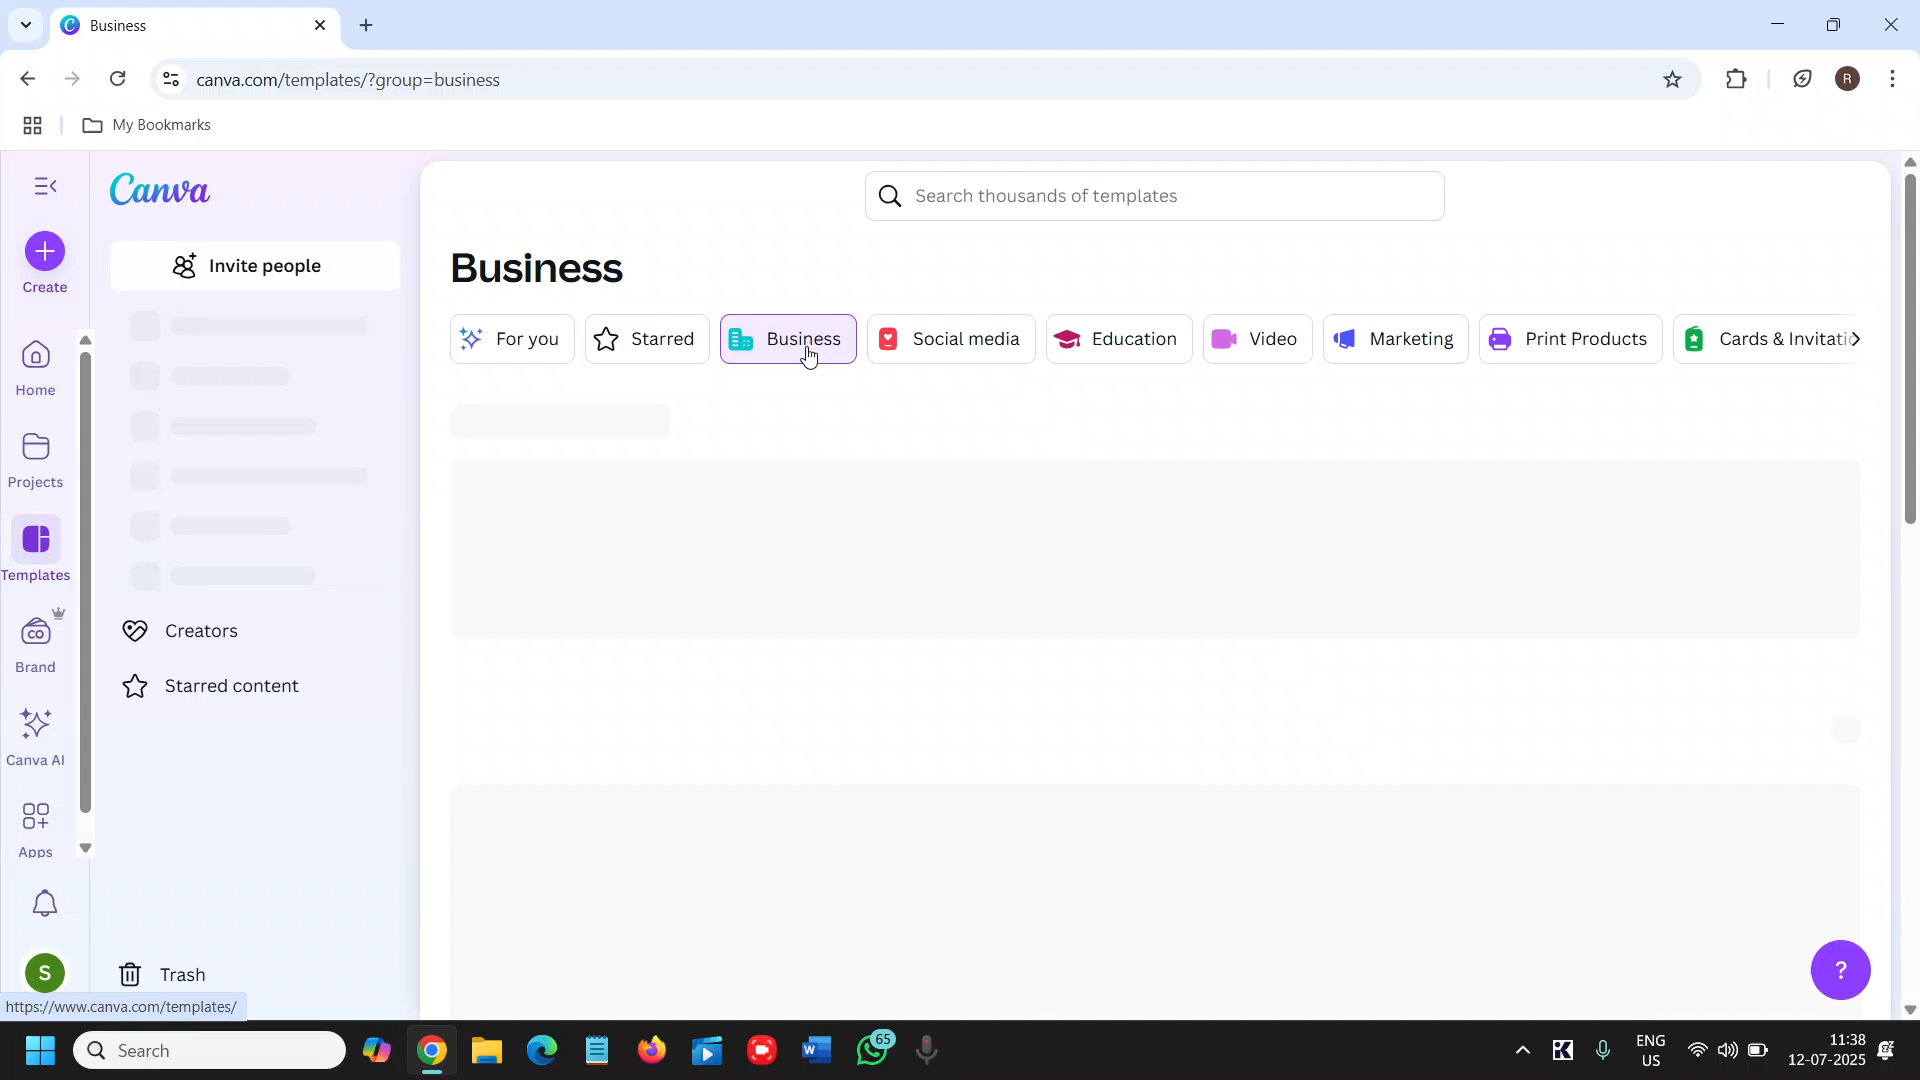 Business
canva.com/templates/?group=business
R
My Bookmarks
Canva
Search thousands of templates
Create
Invite people
Business
For you
Starred
Business
Social media
Education
Video
Marketing
Print Products
Cards & Invitati
Home
Projects
Templates
CO
Brand
Creators
Starred content
Canva AI
Apps
S
Trash
?
https://www.canva.com/templates/
Search
65
ENG
US
11:38
12-07-2025